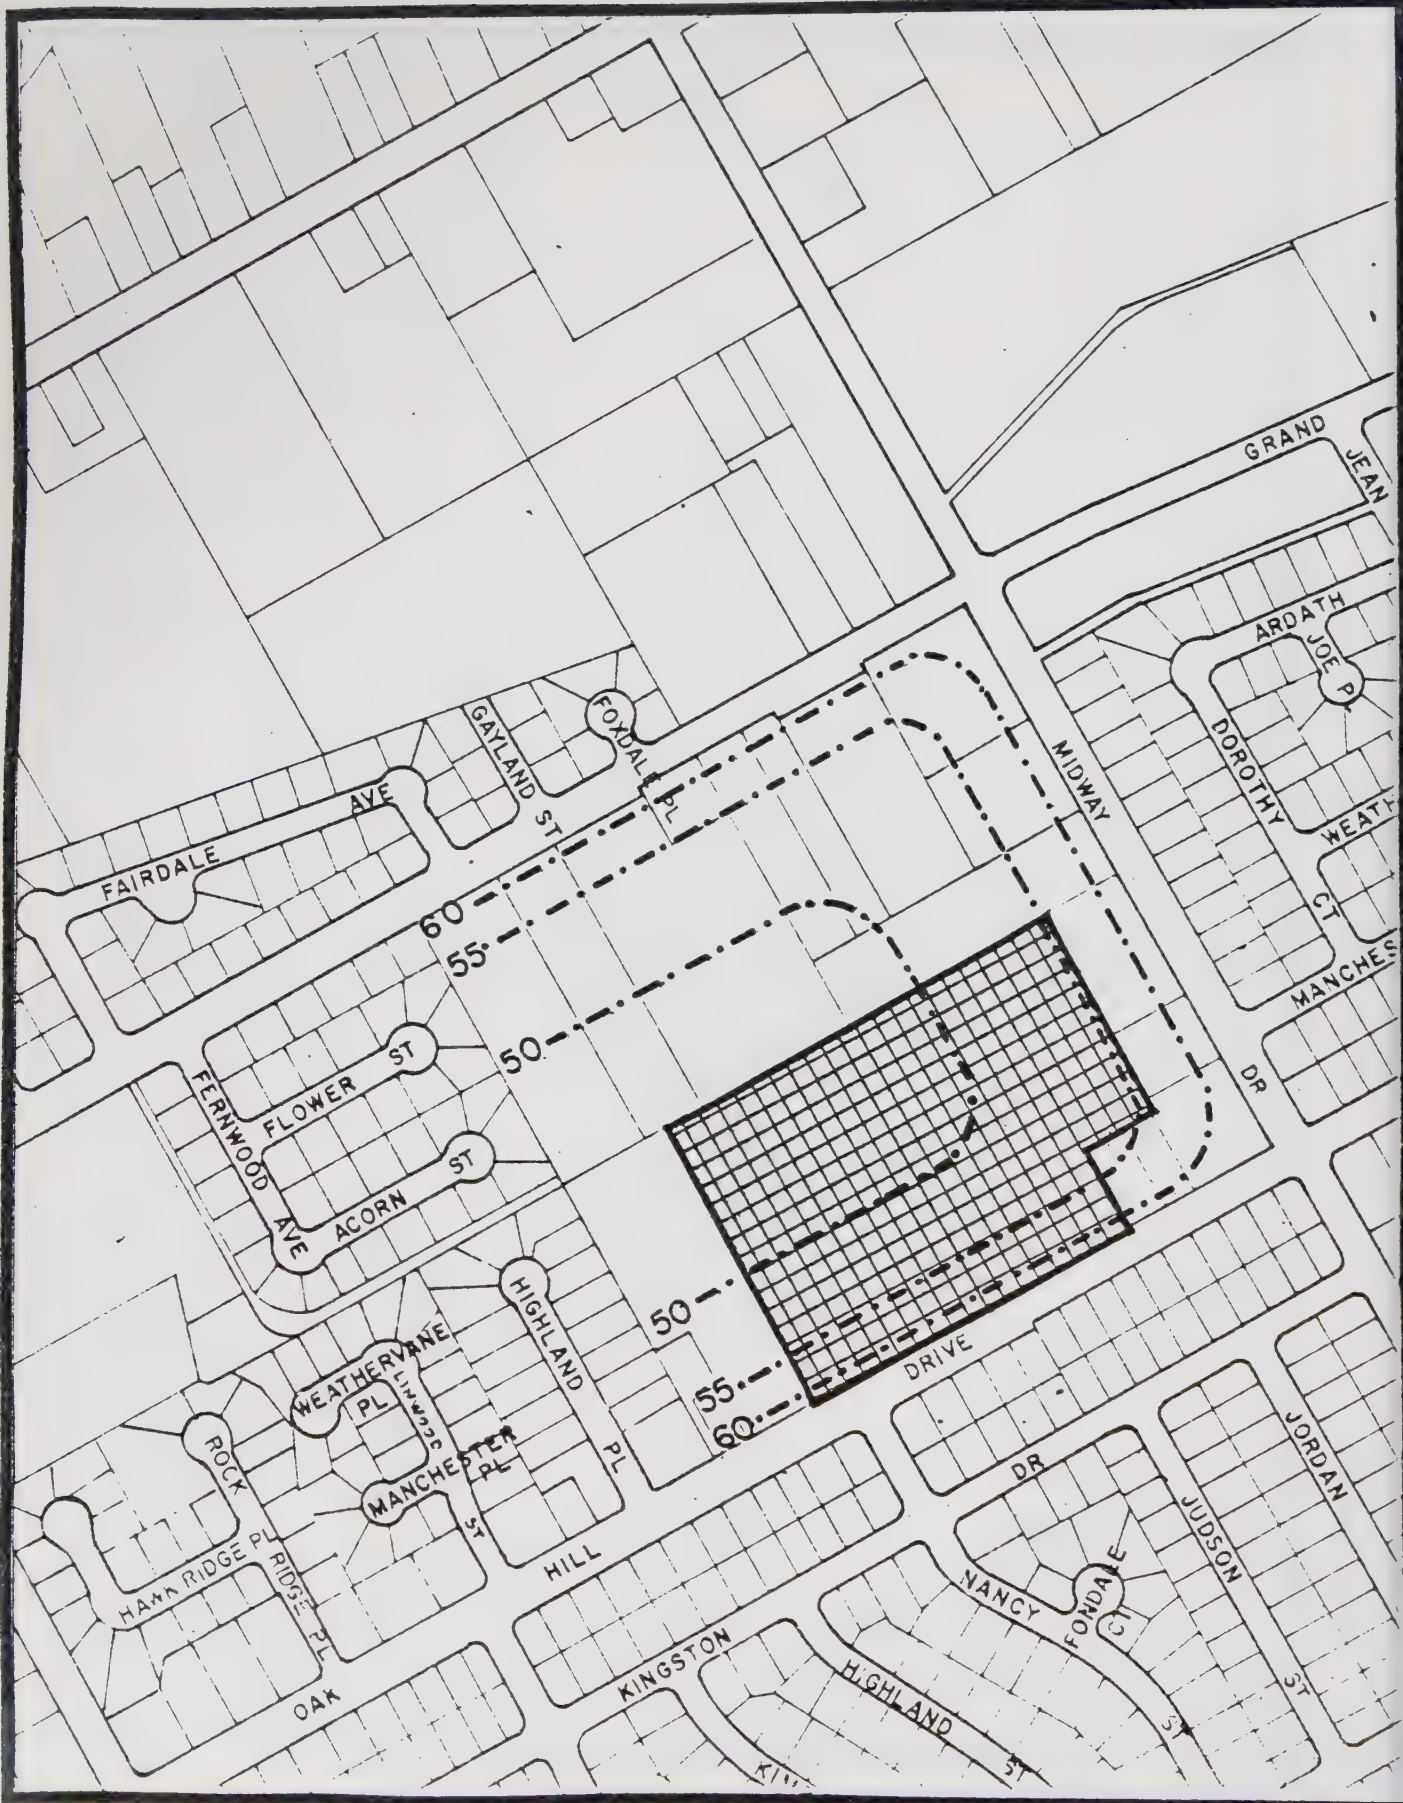 GRAND
JEAN
ARDATH
JOE P
DOROTHY
CT
WEATH
MANCHES
MIDWAY
DR
FOXDALE PL
GAYLAND ST
FAIRDALE AVE
60
55
50
FERNWOOD AVE
FLOWER ST
ACORN ST
HIGHLAND PL
WEATHERVANE PL
LINWOOD ST
MANCHESTER PL
ROCK RIDGE PL
HAWK RIDGE PL
50
55
60
OAK HILL DRIVE
KINGSTON DR
HIGHLAND ST
NANCY ST
FONDALE CT
JUDSON ST
JORDAN